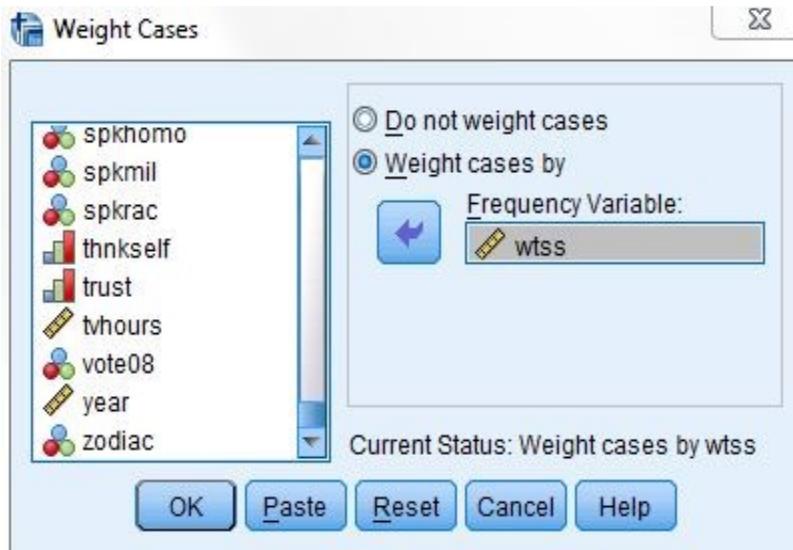 Weight Cases
spkhomo
spkmil
spkrac
thnkself
trust
tvhours
vote08
year
zodiac
Do not weight cases
Weight cases by
Frequency Variable:
wtss
Current Status: Weight cases by wtss
OK Paste Reset Cancel Help